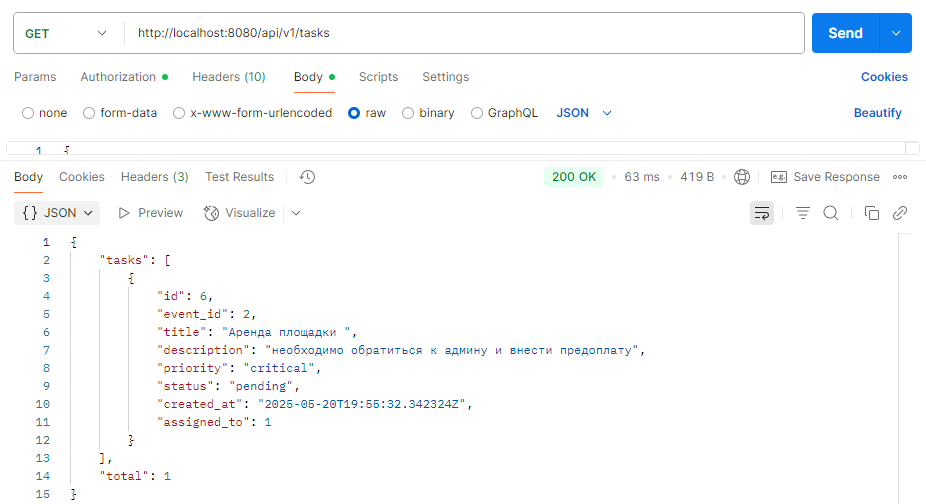 GET http://localhost:8080/api/v1/tasks Send
Params Authorization Headers (10) Body Scripts Settings Cookies
none form-data x-www-form-urlencoded raw binary GraphQL JSON Beautify
1 {
Body Cookies Headers (3) Test Results 200 OK 63 ms 419 B e.g. Save Response
{} JSON Preview Visualize
1 {
2 "tasks": [
3 {
4 "id": 6,
5 "event_id": 2,
6 "title": "Аренда площадки ",
7 "description": "необходимо обратиться к админу и внести предоплату",
8 "priority": "critical",
9 "status": "pending",
10 "created_at": "2025-05-20T19:55:32.342324Z",
11 "assigned_to": 1
12 }
13 ],
14 "total": 1
15 }